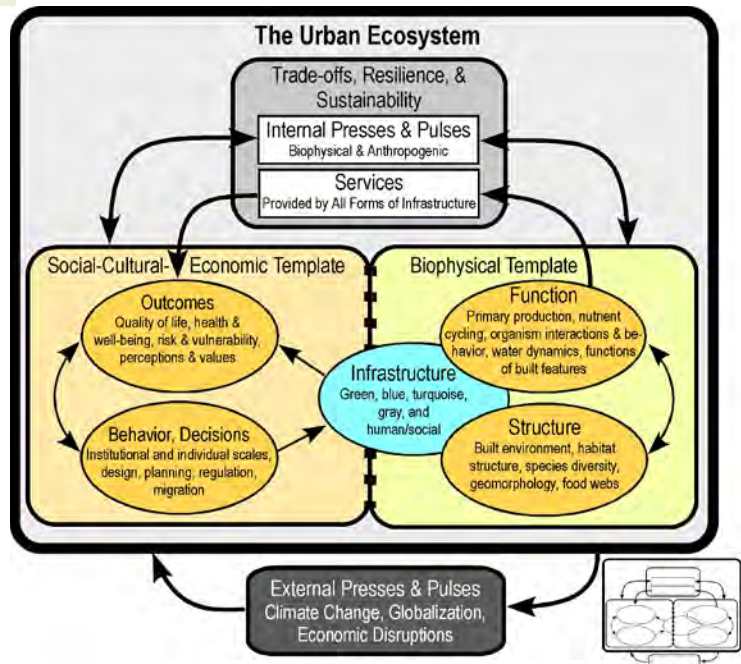 The Urban Ecosystem
Trade-offs, Resilience, &
Sustainability
Internal Presses & Pulses
Biophysical & Anthropogenic
Services
Provided by All Forms of Infrastructure
Social-Cultural- Economic Template
Biophysical Template
Outcomes
Quality of life, health &
well-being, risk & vulnerability,
perceptions & values
Function
Primary production, nutrient
cycling, organism interactions & be-
havior, water dynamics, functions
of built features
Infrastructure
Green, blue, turquoise,
gray, and
human/social
Behavior, Decisions
Institutional and individual scales,
design, planning, regulation,
migration
Structure
Built environment, habitat
structure, species diversity,
geomorphology, food webs
External Presses & Pulses
Climate Change, Globalization,
Economic Disruptions